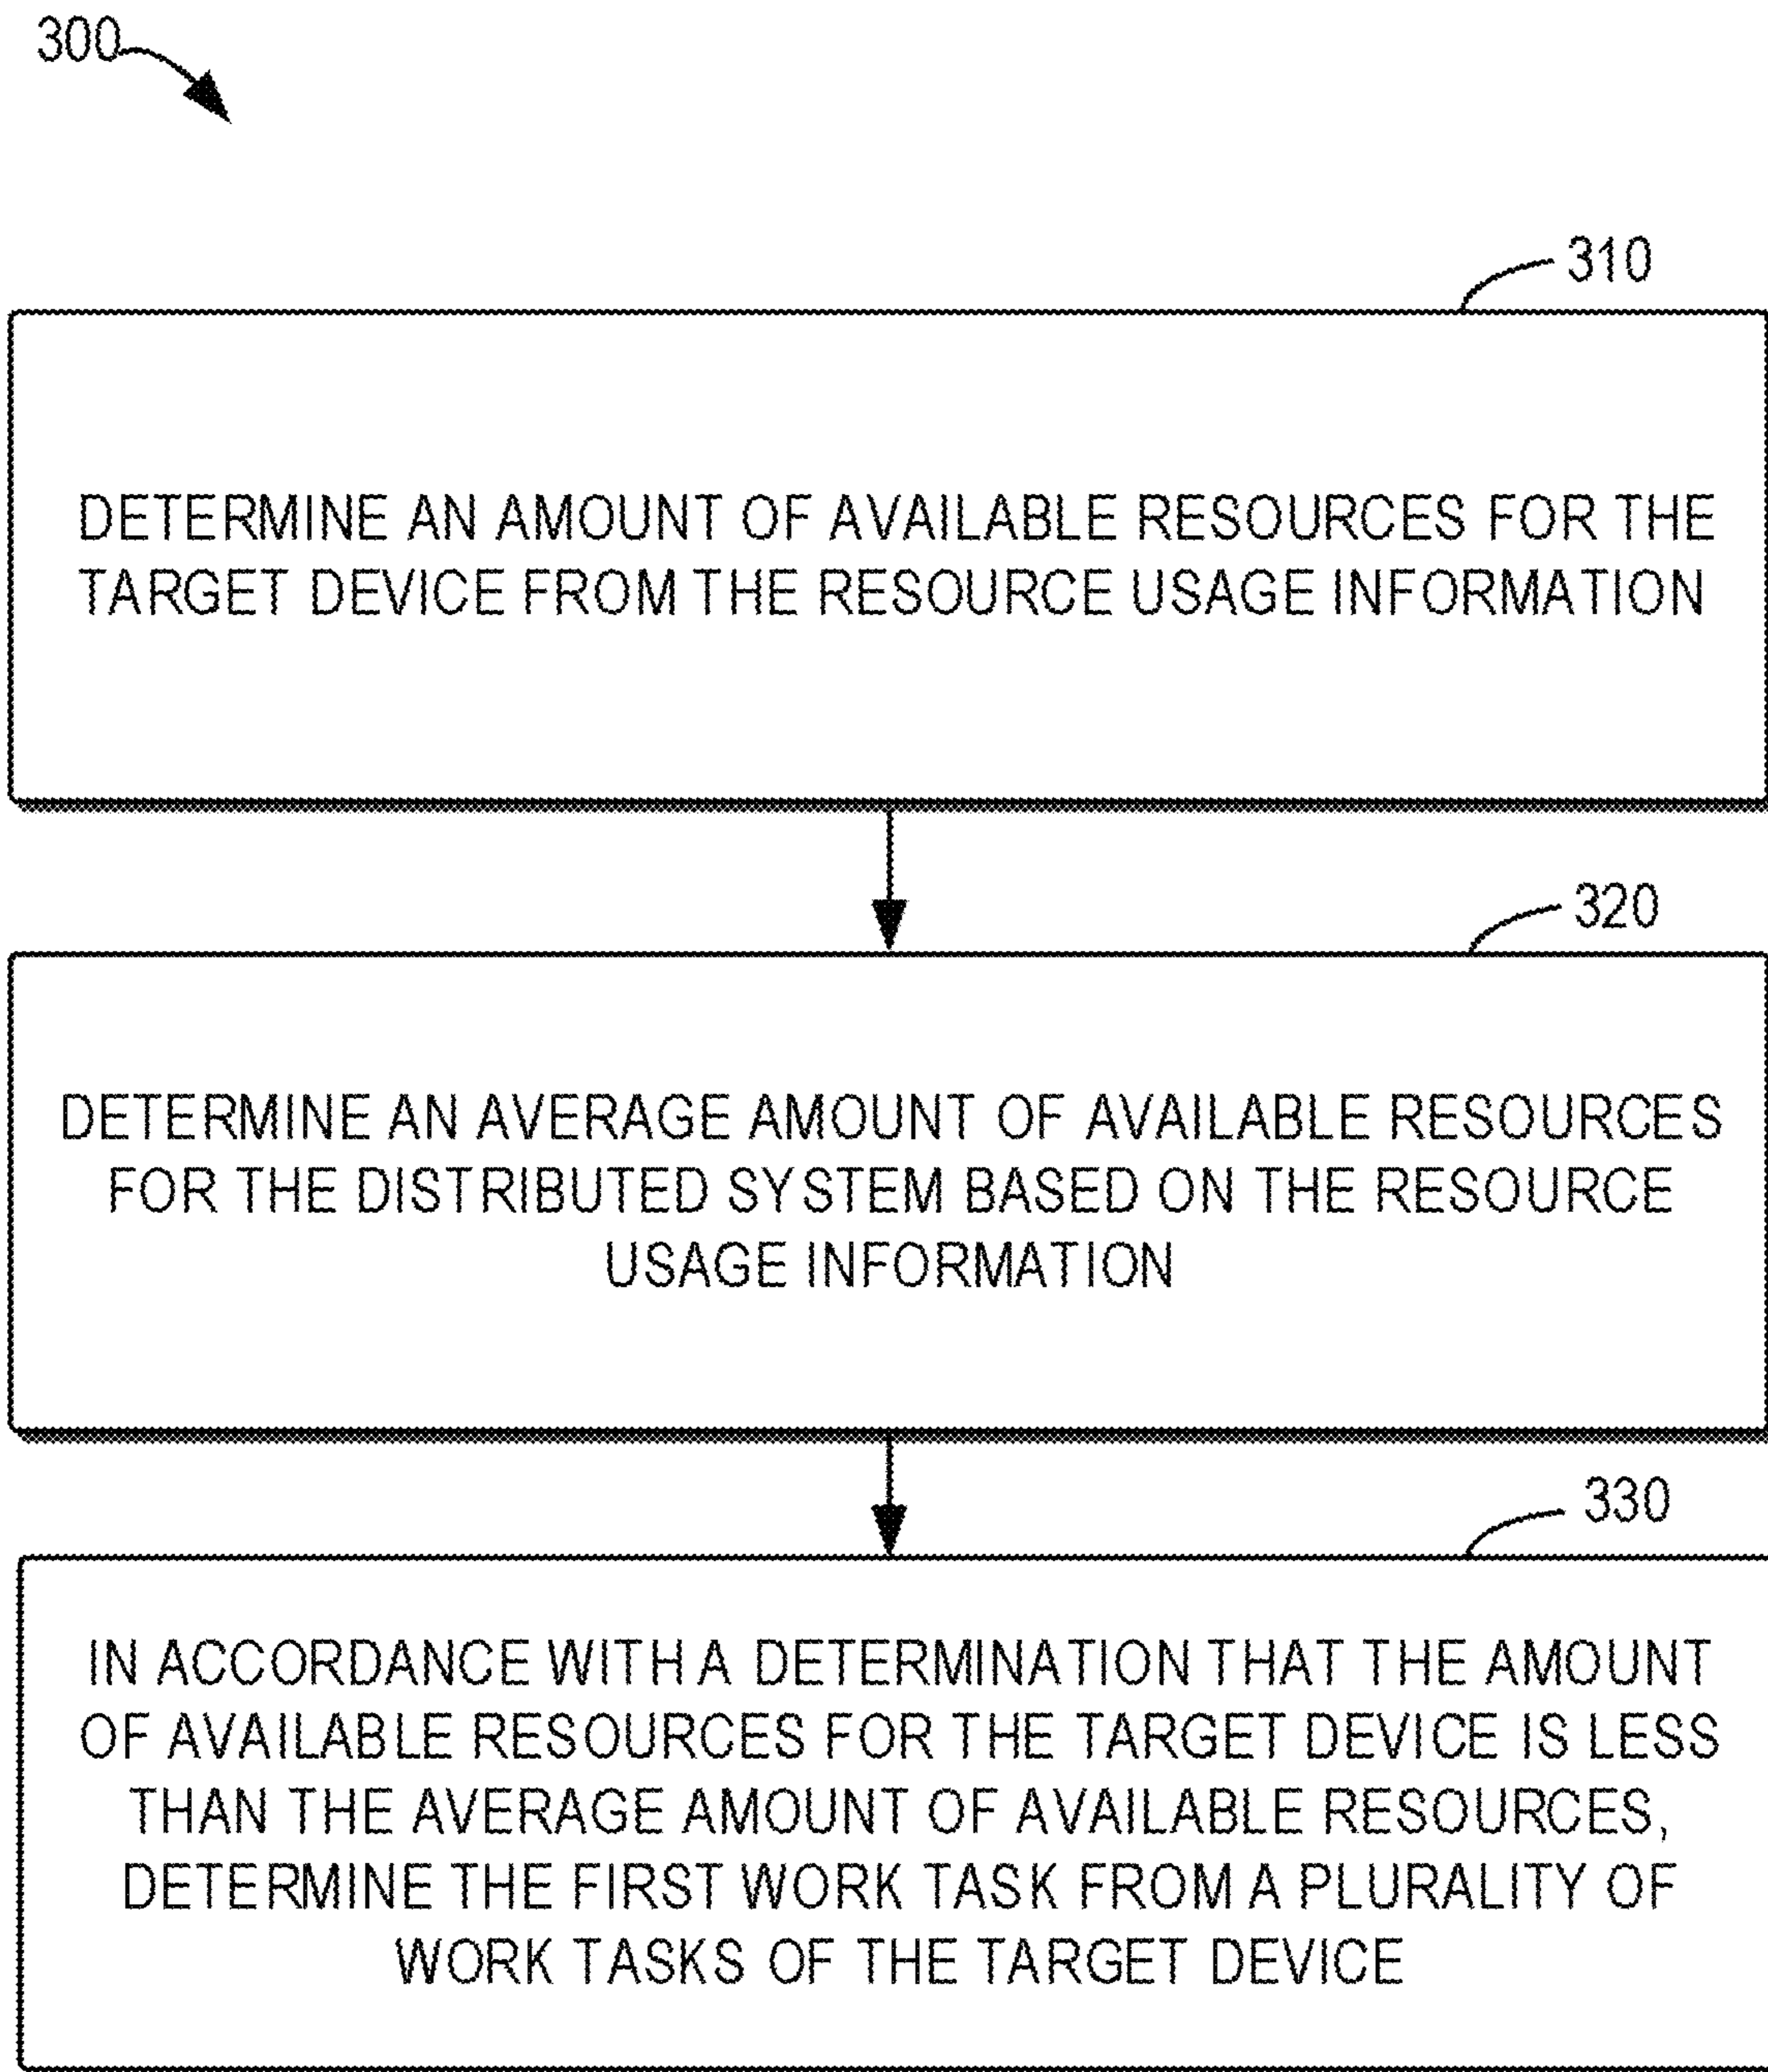 300
310
DETERMINE AN AMOUNT OF AVAILABLE RESOURCES FOR THE
TARGET DEVICE FROM THE RESOURCE USAGE INFORMATION
320
DETERMINE AN AVERAGE AMOUNT OF AVAILABLE RESOURCES
FOR THE DISTRIBUTED SYSTEM BASED ON THE RESOURCE
USAGE INFORMATION
330
IN ACCORDANCE WITH A DETERMINATION THAT THE AMOUNT
OF AVAILABLE RESOURCES FOR THE TARGET DEVICE IS LESS
THAN THE AVERAGE AMOUNT OF AVAILABLE RESOURCES,
DETERMINE THE FIRST WORK TASK FROM A PLURALITY OF
WORK TASKS OF THE TARGET DEVICE